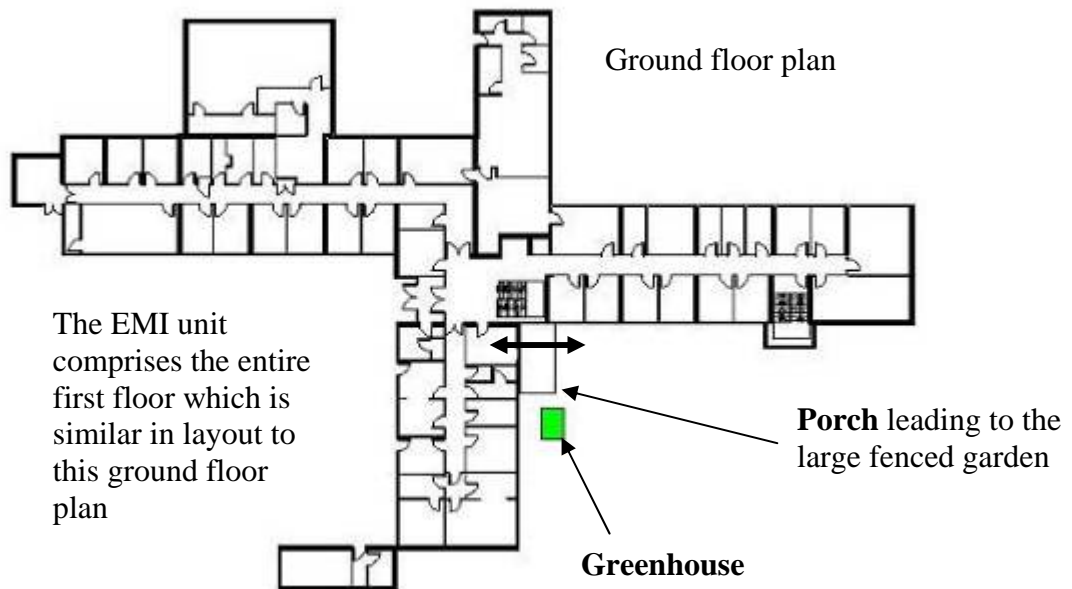 Ground floor plan
The EMI unit
comprises the entire
first floor which is
similar in layout to
this ground floor
plan
Porch leading to the
large fenced garden
Greenhouse